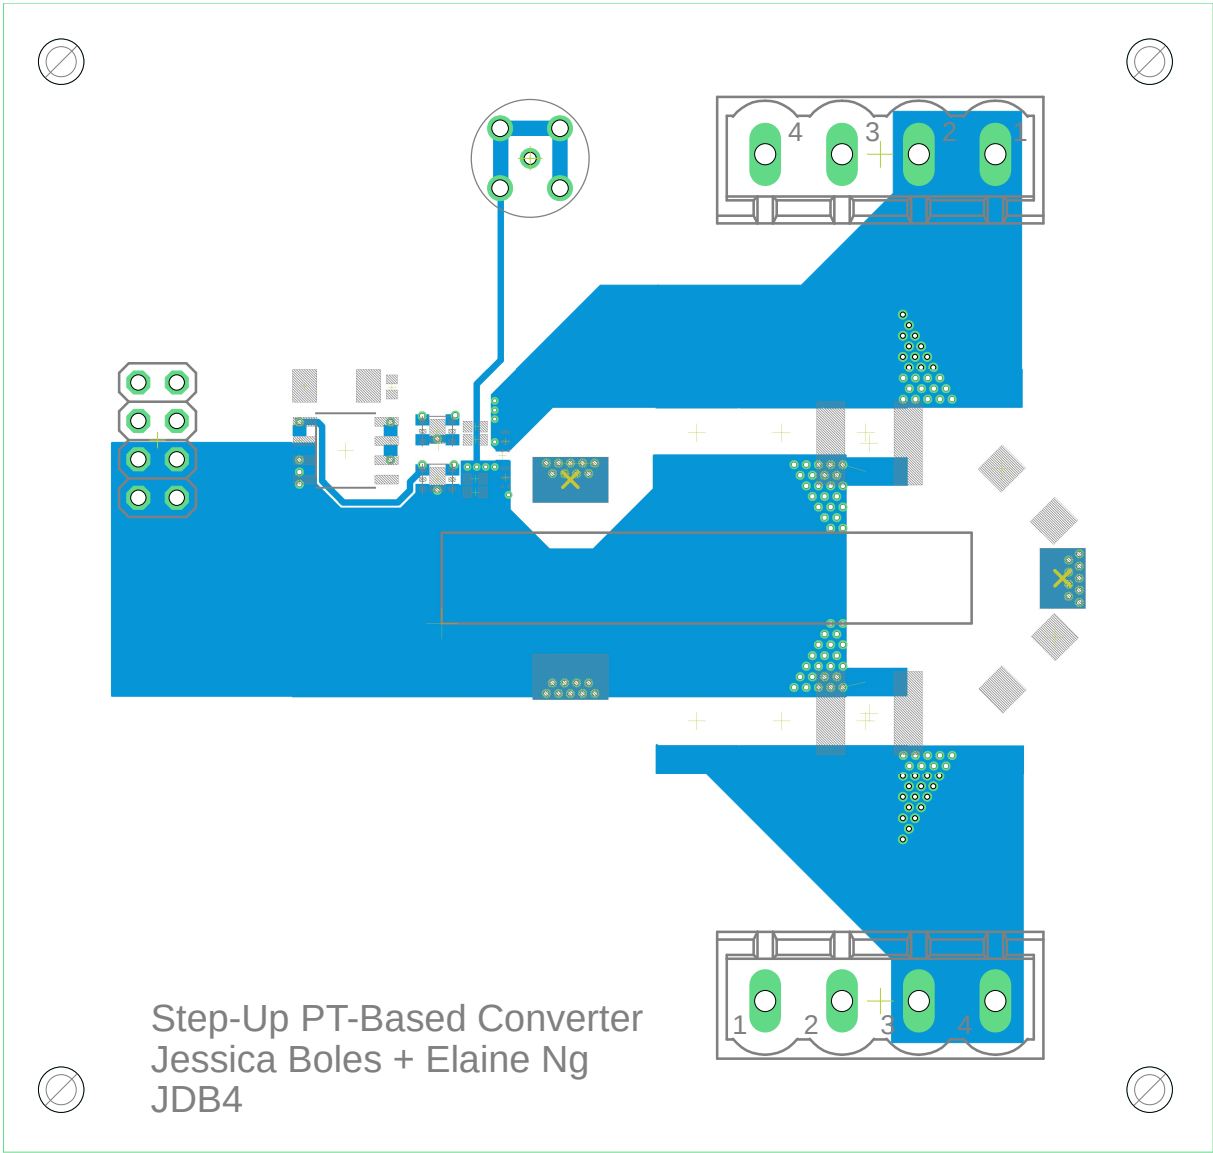 4 3 2 1
1 2 3 4
Step-Up PT-Based Converter
Jessica Boles + Elaine Ng
JDB4